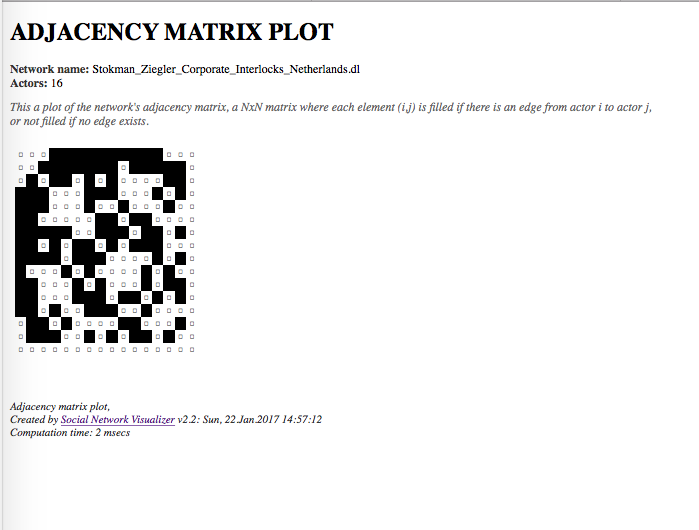 ADJACENCY MATRIX PLOT
Network name: Stokman_Ziegler_Corporate_Interlocks_Netherlands.dl
Actors: 16
This a plot of the network's adjacency matrix, a NxN matrix where each element (i,j) is filled if there is an edge from actor i to actor j,
or not filled if no edge exists.
Adjacency matrix plot,
Created by Social Network Visualizer v2.2: Sun, 22.Jan.2017 14:57:12
Computation time: 2 msecs